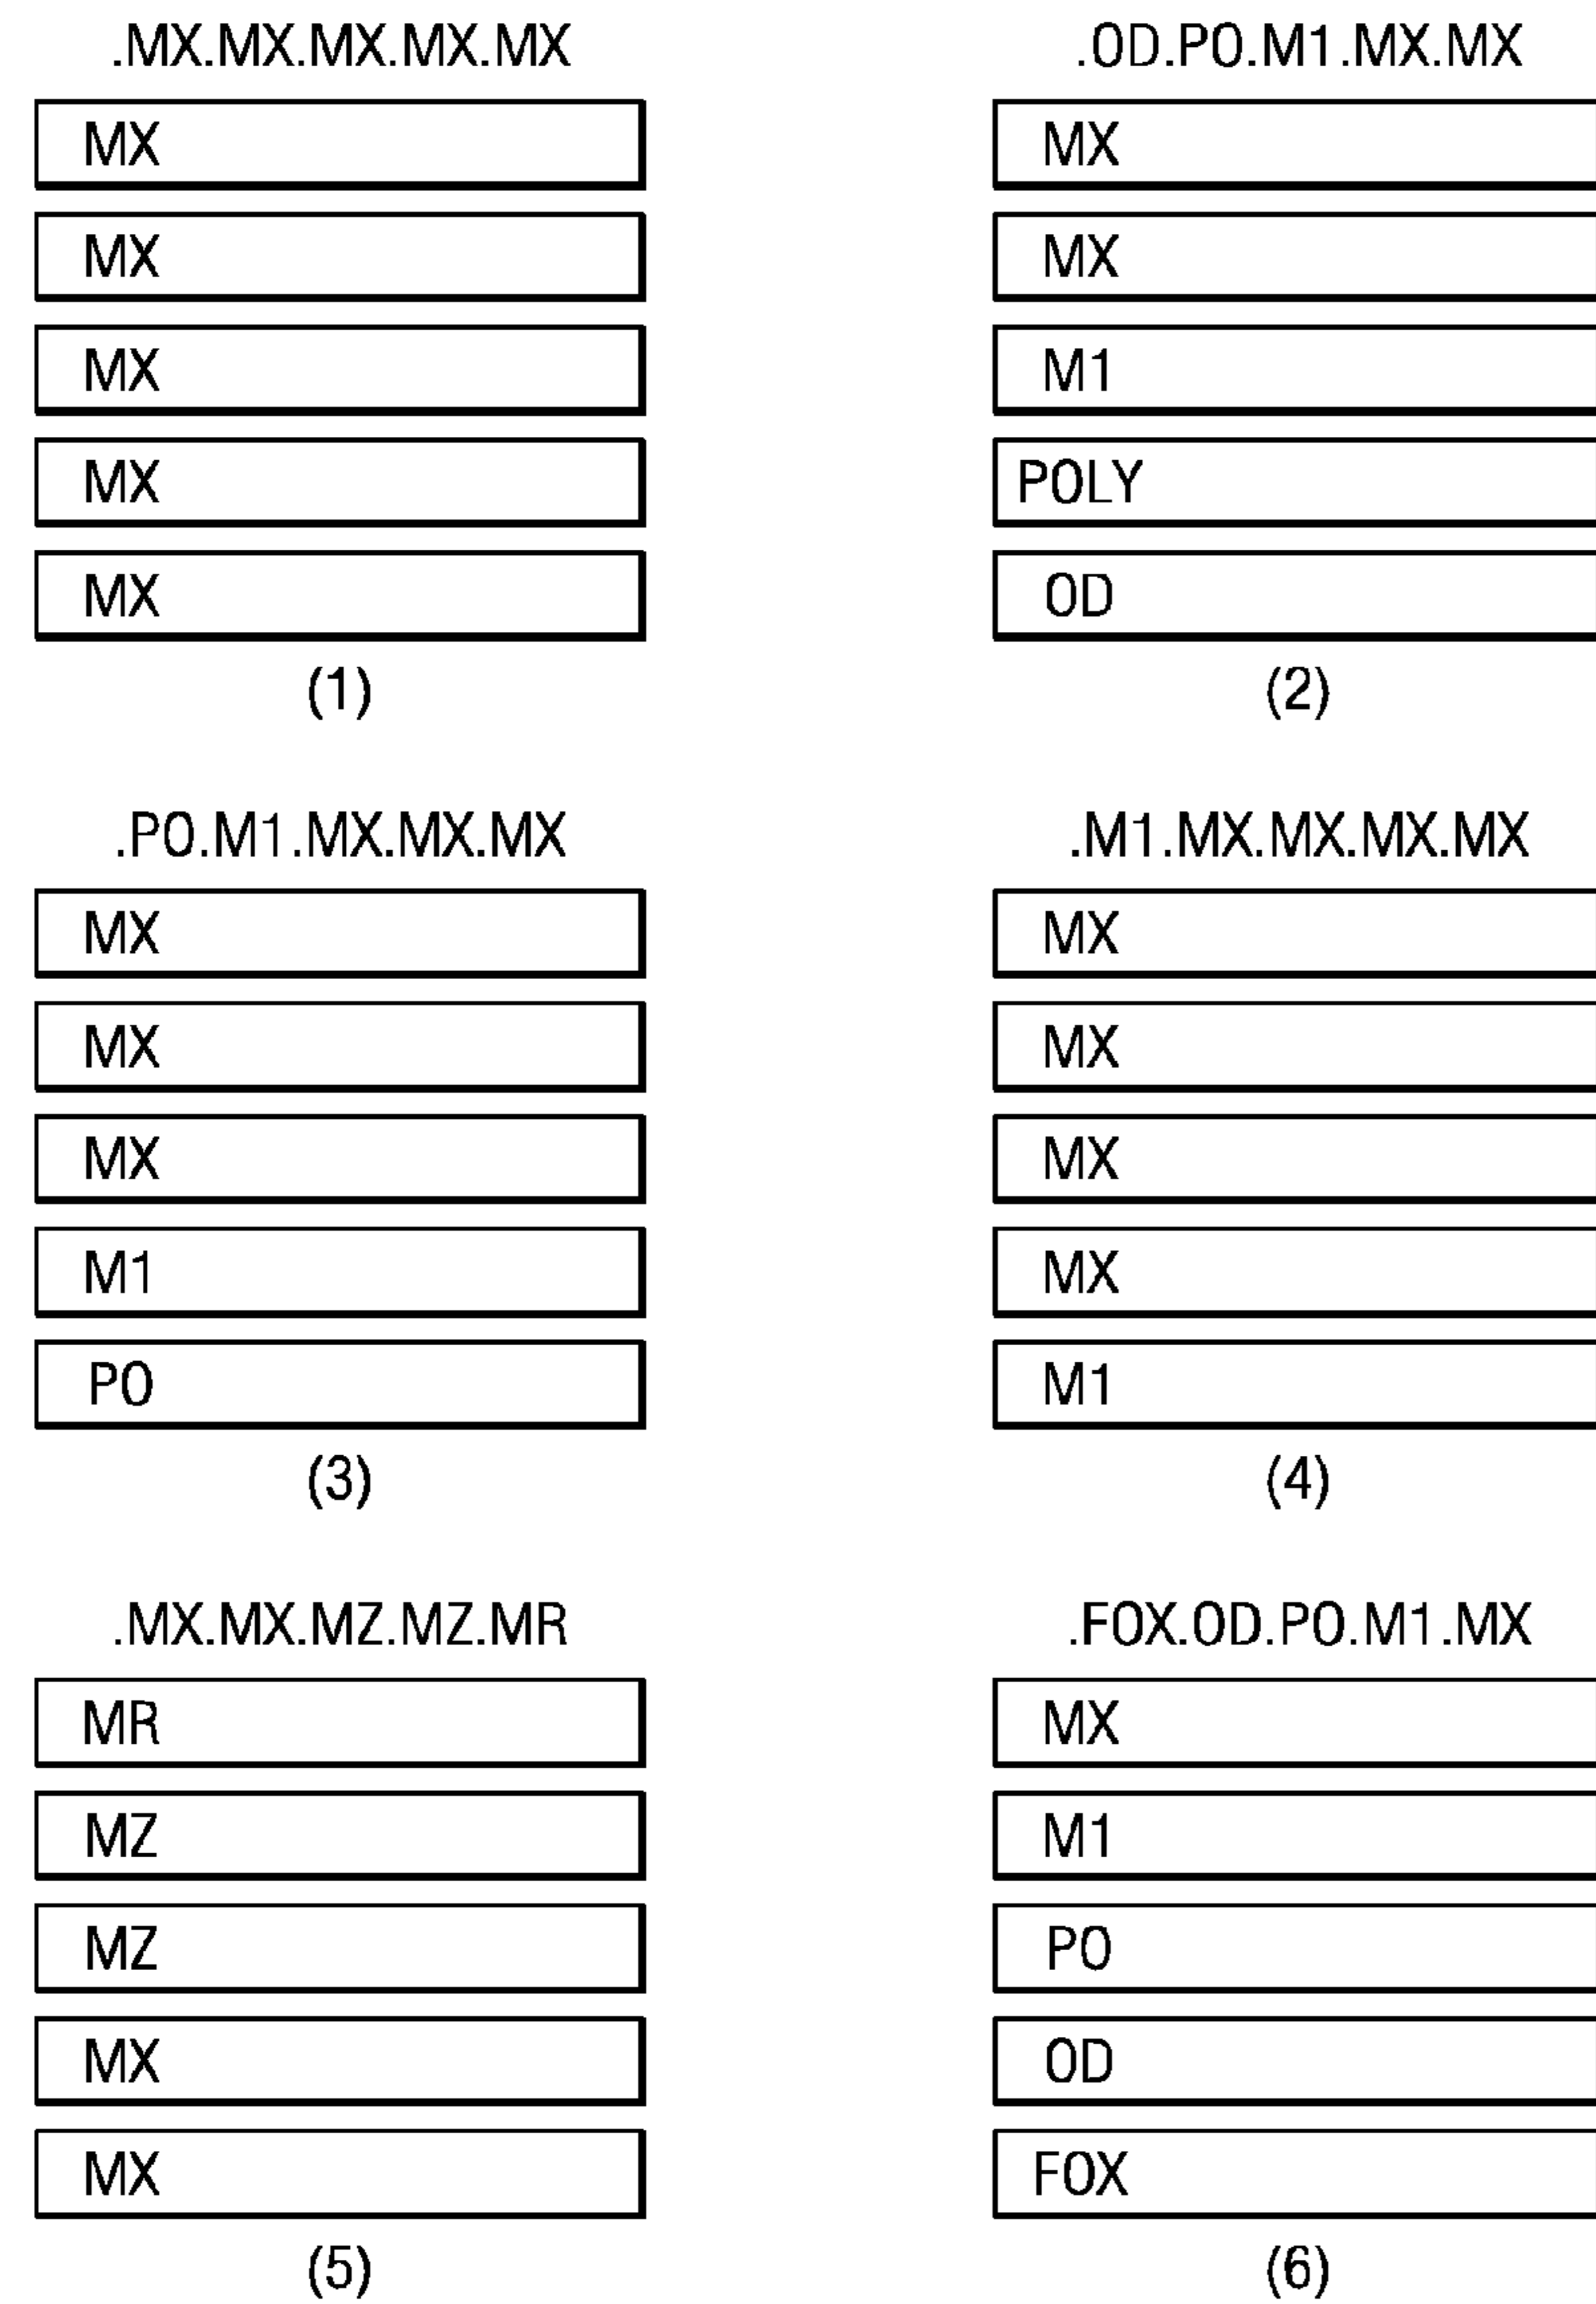 .MX.MX.MX.MX.MX
MX
MX
MX
MX
MX
(1)
.OD.PO.M1.MX.MX
MX
MX
M1
POLY
OD
(2)
.PO.M1.MX.MX.MX
MX
MX
MX
M1
PO
(3)
.M1.MX.MX.MX.MX
MX
MX
MX
MX
M1
(4)
.MX.MX.MZ.MZ.MR
MR
MZ
MZ
MX
MX
(5)
.FOX.OD.PO.M1.MX
MX
M1
PO
OD
FOX
(6)